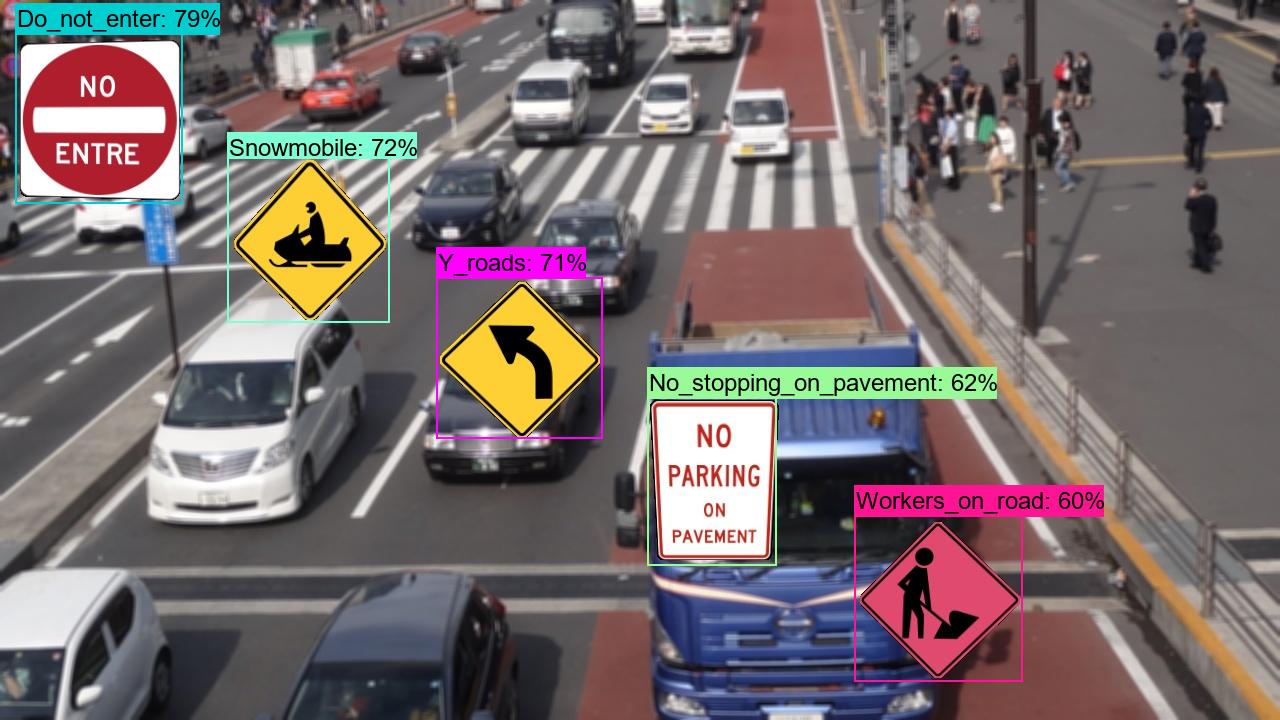 Do_not_enter: 79%
NO
ENTRE
Snowmobile: 72%
Y_roads: 71%
No_stopping_on_pavement: 62%
NO
PARKING
ON
PAVEMENT
Workers_on_road: 60%